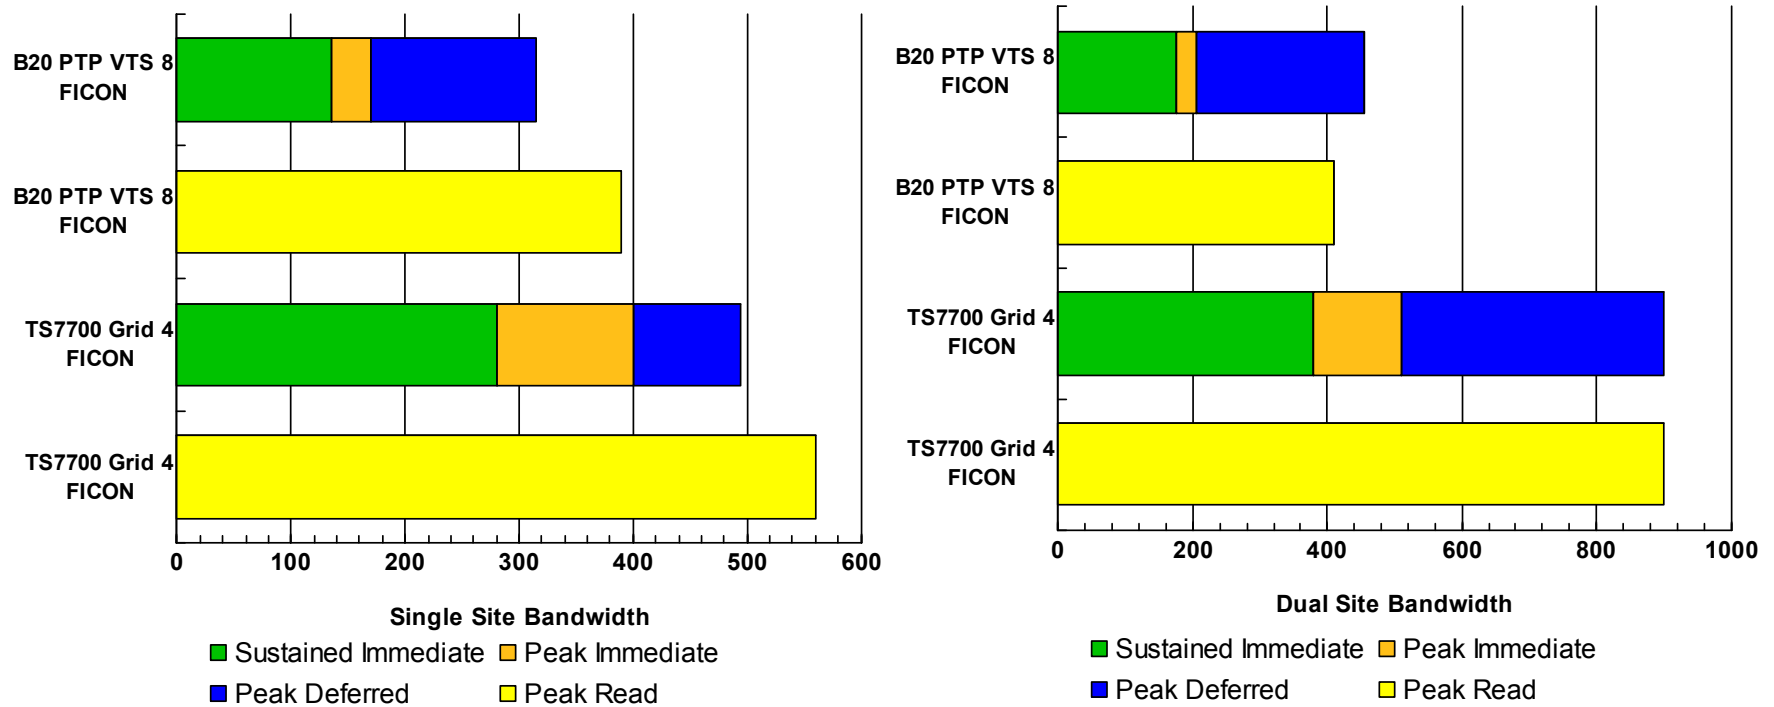 B20 PTP VTS 8
FICON
B20 PTP VTS 8
FICON
TS7700 Grid 4
FICON
TS7700 Grid 4
FICON
0 100 200 300 400 500 600
Single Site Bandwidth
Sustained Immediate Peak Immediate
Peak Deferred Peak Read
B20 PTP VTS 8
FICON
B20 PTP VTS 8
FICON
TS7700 Grid 4
FICON
TS7700 Grid 4
FICON
0 200 400 600 800 1000
Dual Site Bandwidth
Sustained Immediate Peak Immediate
Peak Deferred Peak Read